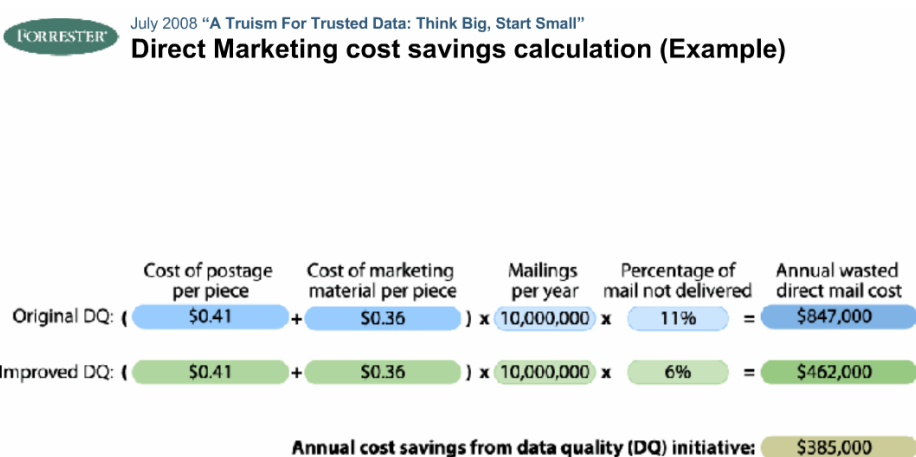 FORRESTER®
July 2008 “A Truism For Trusted Data: Think Big, Start Small”
Direct Marketing cost savings calculation (Example)
Cost of postage per piece
Cost of marketing material per piece
Mailings per year
Percentage of mail not delivered
Annual wasted direct mail cost
Original DQ: ( $0.41 + $0.36 ) x 10,000,000 x 11% = $847,000
Improved DQ: ( $0.41 + $0.36 ) x 10,000,000 x 6% = $462,000
Annual cost savings from data quality (DQ) initiative: $385,000